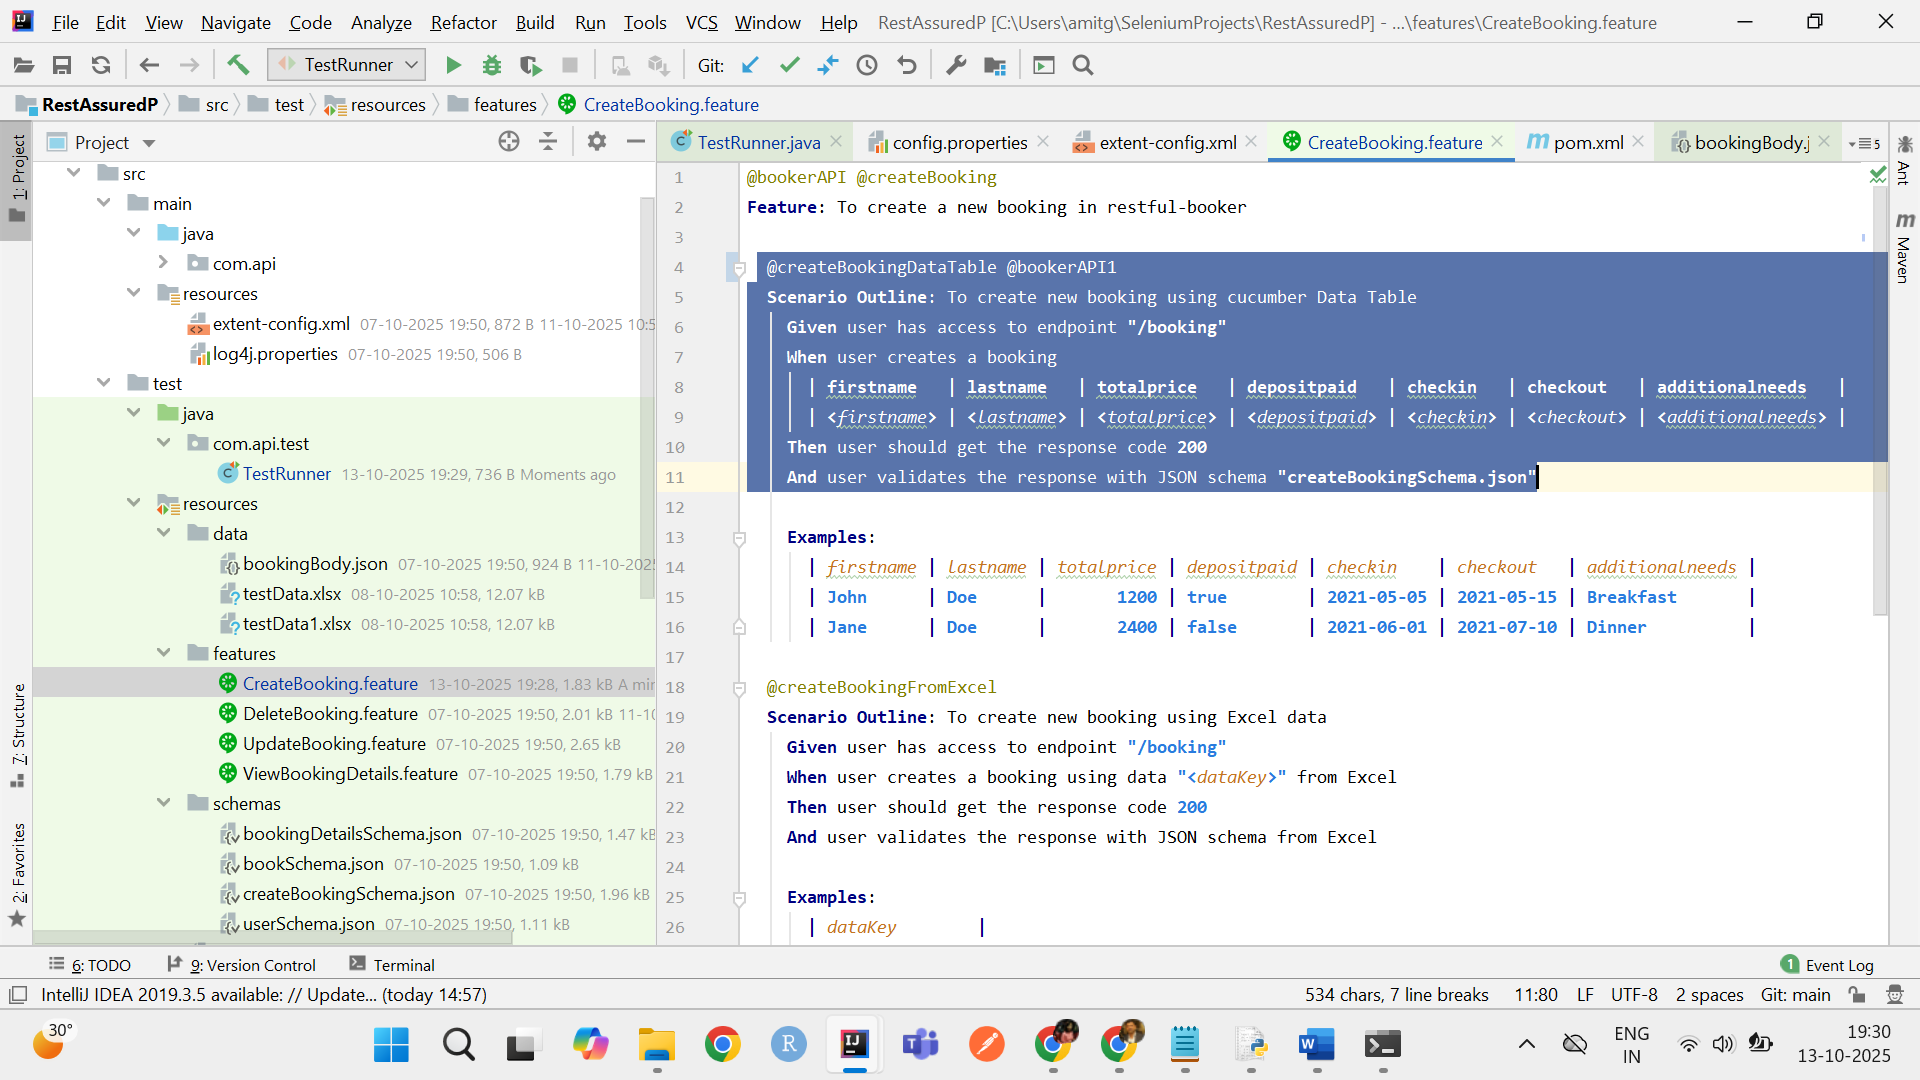 File Edit View Navigate Code Analyze Refactor Build Run Tools VCS Window Help RestAssuredP [C:\Users\amitg\SeleniumProjects\RestAssuredP] - ...\features\CreateBooking.feature
TestRunner Git:
RestAssuredP src test resources features CreateBooking.feature
Project
TestRunner.java config.properties extent-config.xml CreateBooking.feature pom.xml bookingBody.j 5
1: Project
7: Structure
2: Favorites
src
main
java
com.api
resources
extent-config.xml 07-10-2025 19:50, 872 B 11-10-2025 10:5
log4j.properties 07-10-2025 19:50, 506 B
test
java
com.api.test
TestRunner 13-10-2025 19:29, 736 B Moments ago
resources
data
bookingBody.json 07-10-2025 19:50, 924 B 11-10-2025
testData.xlsx 08-10-2025 10:58, 12.07 kB
testData1.xlsx 08-10-2025 10:58, 12.07 kB
features
CreateBooking.feature 13-10-2025 19:28, 1.83 kB A min
DeleteBooking.feature 07-10-2025 19:50, 2.01 kB 11-10
UpdateBooking.feature 07-10-2025 19:50, 2.65 kB
ViewBookingDetails.feature 07-10-2025 19:50, 1.79 kB
schemas
bookingDetailsSchema.json 07-10-2025 19:50, 1.47 kB
bookSchema.json 07-10-2025 19:50, 1.09 kB
createBookingSchema.json 07-10-2025 19:50, 1.96 kB
userSchema.json 07-10-2025 19:50, 1.11 kB
1 @bookerAPI @createBooking
2 Feature: To create a new booking in restful-booker
3
4 @createBookingDataTable @bookerAPI1
5 Scenario Outline: To create new booking using cucumber Data Table
6 Given user has access to endpoint "/booking"
7 When user creates a booking
8 | firstname | lastname | totalprice | depositpaid | checkin | checkout | additionalneeds |
9 | <firstname> | <lastname> | <totalprice> | <depositpaid> | <checkin> | <checkout> | <additionalneeds> |
10 Then user should get the response code 200
11 And user validates the response with JSON schema "createBookingSchema.json"
12
13 Examples:
14 | firstname | lastname | totalprice | depositpaid | checkin | checkout | additionalneeds |
15 | John | Doe | 1200 | true | 2021-05-05 | 2021-05-15 | Breakfast |
16 | Jane | Doe | 2400 | false | 2021-06-01 | 2021-07-10 | Dinner |
17
18 @createBookingFromExcel
19 Scenario Outline: To create new booking using Excel data
20 Given user has access to endpoint "/booking"
21 When user creates a booking using data "<dataKey>" from Excel
22 Then user should get the response code 200
23 And user validates the response with JSON schema from Excel
24
25 Examples:
26 | dataKey |
Ant
Maven
6: TODO 9: Version Control Terminal 1 Event Log
IntelliJ IDEA 2019.3.5 available: // Update... (today 14:57) 534 chars, 7 line breaks 11:80 LF UTF-8 2 spaces Git: main
30° ENG IN 19:30 13-10-2025